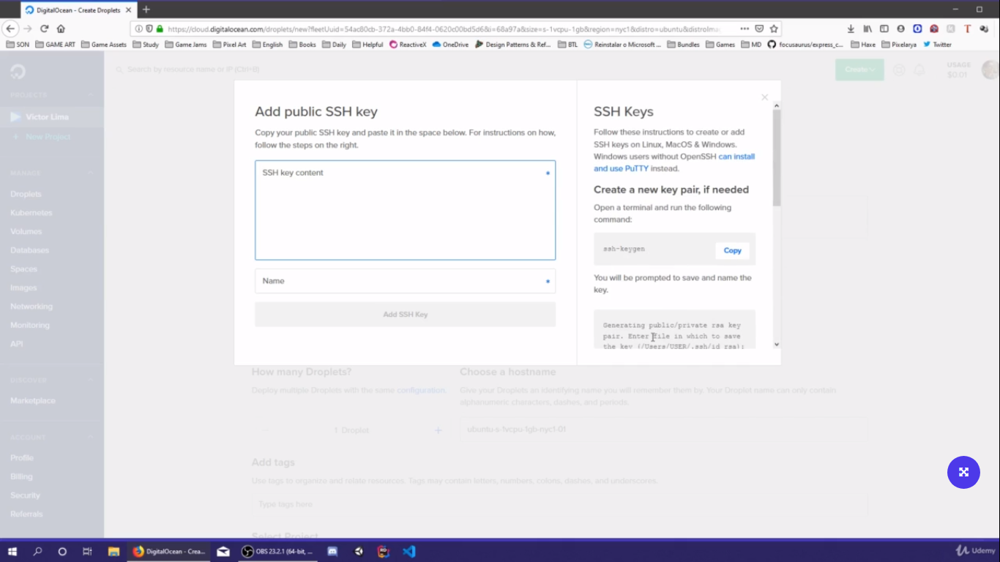 DigitalOcean - Create Droplets
https://cloud.digitalocean.com/droplets/new?fleetUuid=54ac80cb-372a-4bb0-84f4-0620c00bd5d6&i=68a97a&size=s-1vcpu-1gb&region=nyc1&distro=ubuntu&distroImag
SON GAME ART Game Assets Study Game Jams Pixel Art English Books Daily Helpful ReactiveX OneDrive Design Patterns & Ref... BTL Reinstalar o Microsoft ... Bundles Games MD focusaurus/express_c... Haxe Pixelarya Twitter
Search by resource name or IP (Ctrl+B)
Create
USAGE
$0.01
PROJECTS
Victor Lima
+ New Project
MANAGE
Droplets
Kubernetes
Volumes
Databases
Spaces
Images
Networking
Monitoring
API
DISCOVER
Marketplace
ACCOUNT
Profile
Billing
Security
Referrals
Add public SSH key
Copy your public SSH key and paste it in the space below. For instructions on how,
follow the steps on the right.
SSH key content
Name
Add SSH Key
SSH Keys
Follow these instructions to create or add
SSH keys on Linux, MacOS & Windows.
Windows users without OpenSSH can install
and use PuTTY instead.
Create a new key pair, if needed
Open a terminal and run the following
command:
ssh-keygen
Copy
You will be prompted to save and name the
key.
Generating public/private rsa key
pair. Enter file in which to save
the key (/Users/USER/.ssh/id_rsa):
How many Droplets?
Deploy multiple Droplets with the same configuration.
1 Droplet
Choose a hostname
Give your Droplets an identifying name you will remember them by. Your Droplet name can only contain
alphanumeric characters, dashes, and periods.
ubuntu-s-1vcpu-1gb-nyc1-01
Add tags
Use tags to organize and relate resources. Tags may contain letters, numbers, colons, dashes, and underscores.
Type tags here
Select Project
DigitalOcean - Crea...
OBS 23.2.1 (64-bit, ...
Udemy